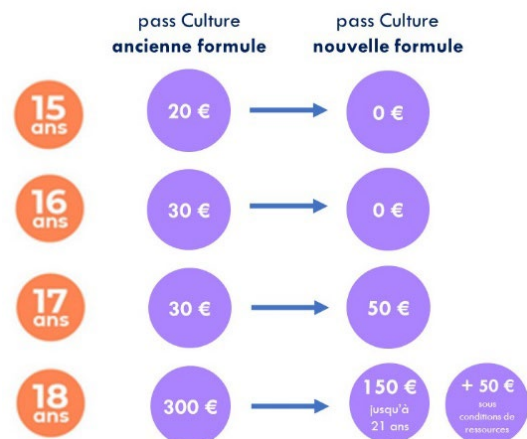 pass Culture
ancienne formule
pass Culture
nouvelle formule
15
ans
20 €
0 €
16
ans
30 €
0 €
17
ans
30 €
50 €
18
ans
300 €
150 €
jusqu'à
21 ans
+ 50 €
sous
conditions de
ressources